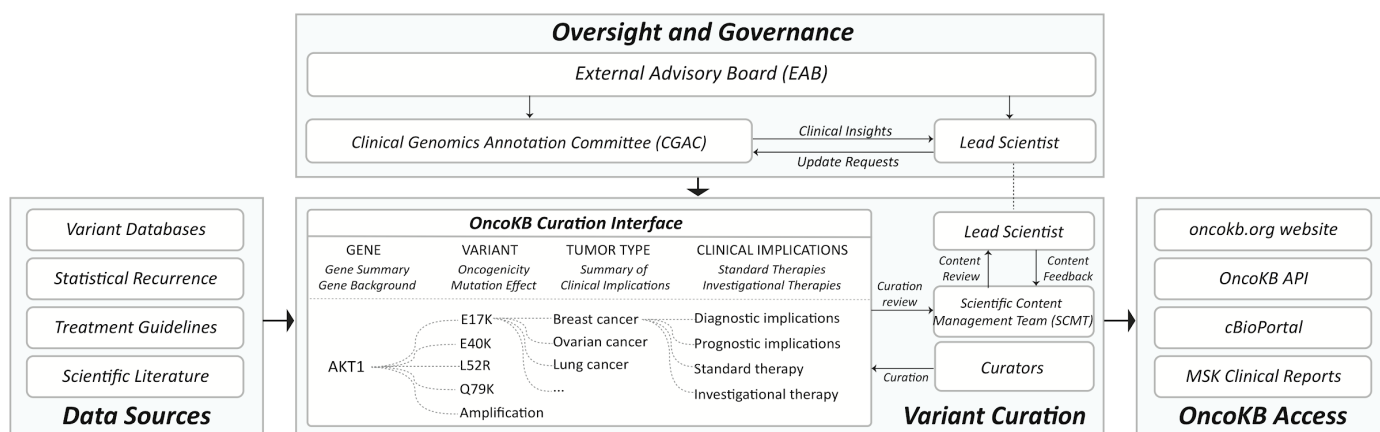 Oversight and Governance
External Advisory Board (EAB)
Clinical Genomics Annotation Committee (CGAC)
Clinical Insights
Update Requests
Lead Scientist
Variant Databases
Statistical Recurrence
Treatment Guidelines
Scientific Literature
Data Sources
OncoKB Curation Interface
GENE
Gene Summary
Gene Background
VARIANT
Oncogenicity
Mutation Effect
TUMOR TYPE
Summary of
Clinical Implications
CLINICAL IMPLICATIONS
Standard Therapies
Investigational Therapies
AKT1
E17K
E40K
L52R
Q79K
Amplification
Breast cancer
Ovarian cancer
Lung cancer
...
Diagnostic implications
Prognostic implications
Standard therapy
Investigational therapy
Curation
review
Curation
Lead Scientist
Content
Review
Content
Feedback
Scientific Content
Management Team (SCMT)
Curators
Variant Curation
oncokb.org website
OncoKB API
cBioPortal
MSK Clinical Reports
OncoKB Access